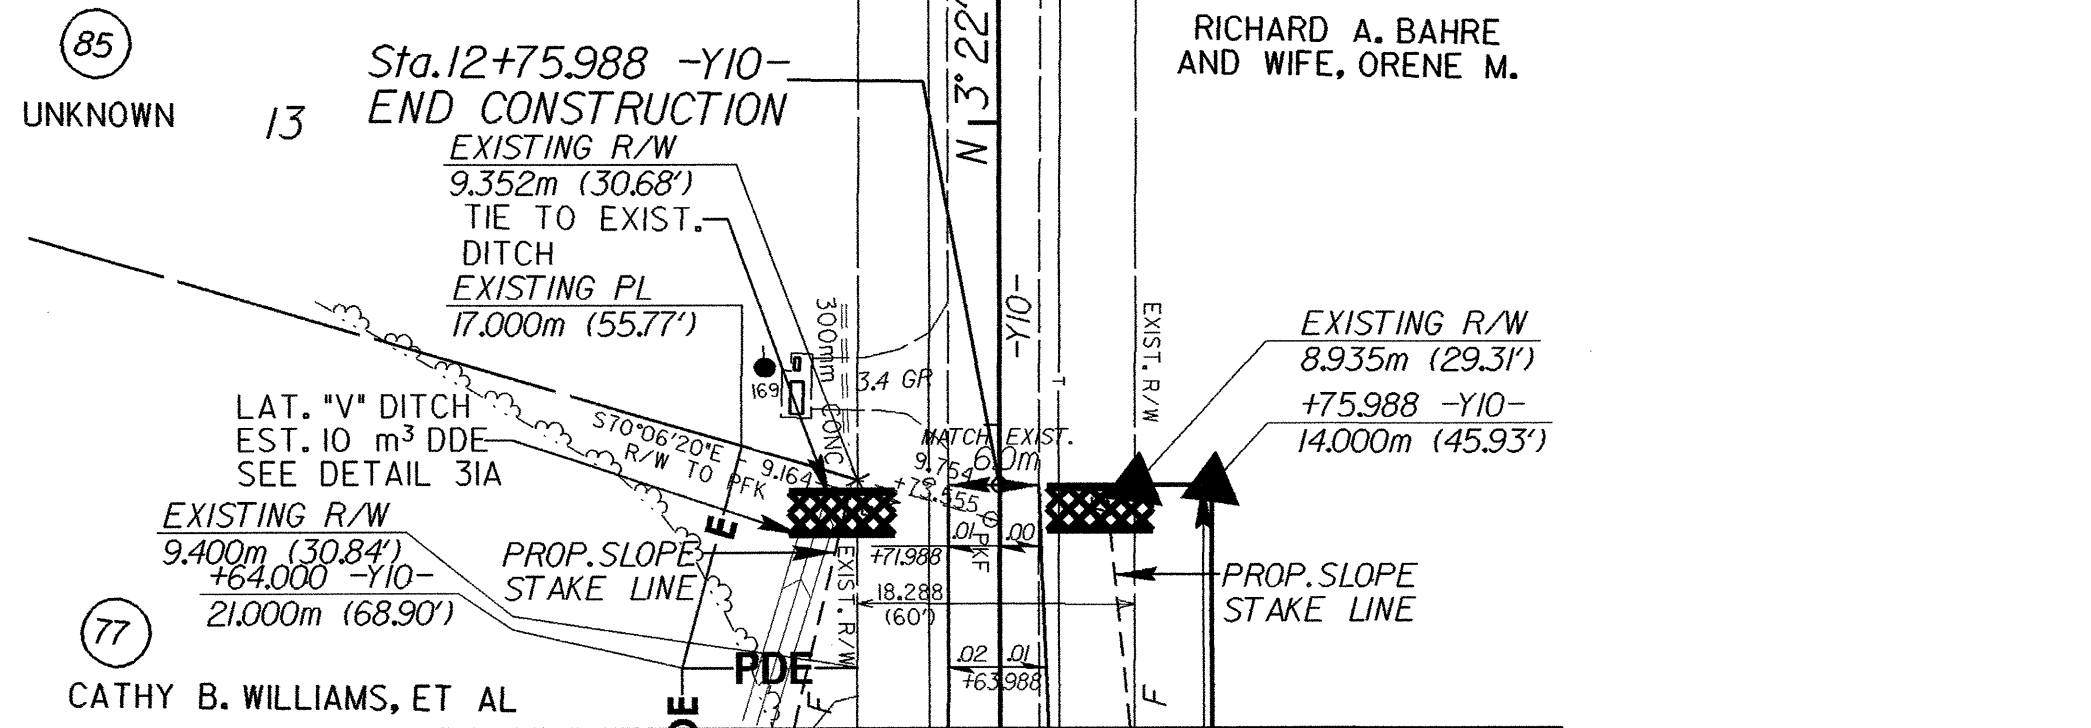 85
UNKNOWN
13
Sta.12+75.988 -Y10-
END CONSTRUCTION
EXISTING R/W
9.352m (30.68')
TIE TO EXIST.
DITCH
EXISTING PL
17.000m (55.77')
LAT. "V" DITCH
EST. 10 m³ DDE
SEE DETAIL 31A
EXISTING R/W
9.400m (30.84')
+64.000 -Y10-
21.000m (68.90')
77
CATHY B. WILLIAMS, ET AL
PROP. SLOPE
STAKE LINE
S70°06'20"E - 9.164
R/W TO PFK
169
300mm CONC
3.4 GR
N 13°22'
-Y10-
T
EXIST. R/W
MATCH EXIST.
6.0m
9.754
+73.555
PKF
.01 .00
+71.988
18.288
(60')
.02 .01
+63.988
EXIST. R/W
E
PDE
F
F
RICHARD A. BAHRE
AND WIFE, ORENE M.
EXISTING R/W
8.935m (29.31')
+75.988 -Y10-
14.000m (45.93')
PROP. SLOPE
STAKE LINE